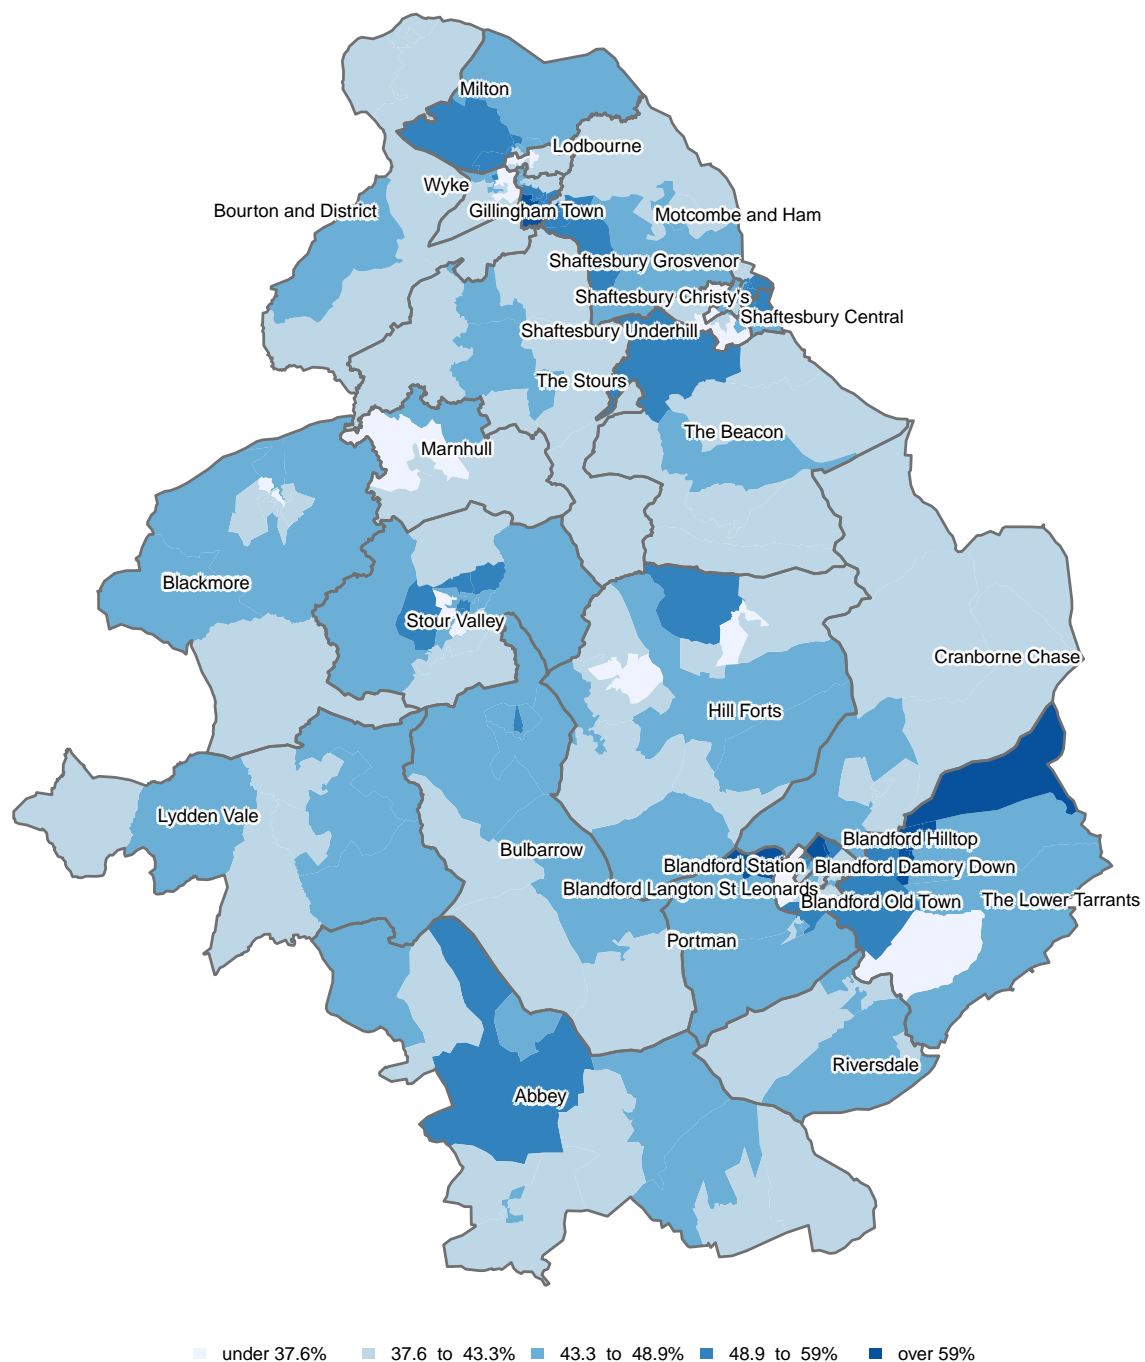 Milton
Lodbourne
Wyke
Bourton and District
Gillingham Town
Motcombe and Ham
Shaftesbury Grosvenor
Shaftesbury Christy's
Shaftesbury Central
Shaftesbury Underhill
The Stours
The Beacon
Marnhull
Blackmore
Stour Valley
Cranborne Chase
Hill Forts
Lydden Vale
Blandford Hilltop
Bulbarrow
Blandford Station
Blandford Damory Down
Blandford Langton St Leonards
Blandford Old Town
The Lower Tarrants
Portman
Riversdale
Abbey
under 37.6% 37.6 to 43.3% 43.3 to 48.9% 48.9 to 59% over 59%